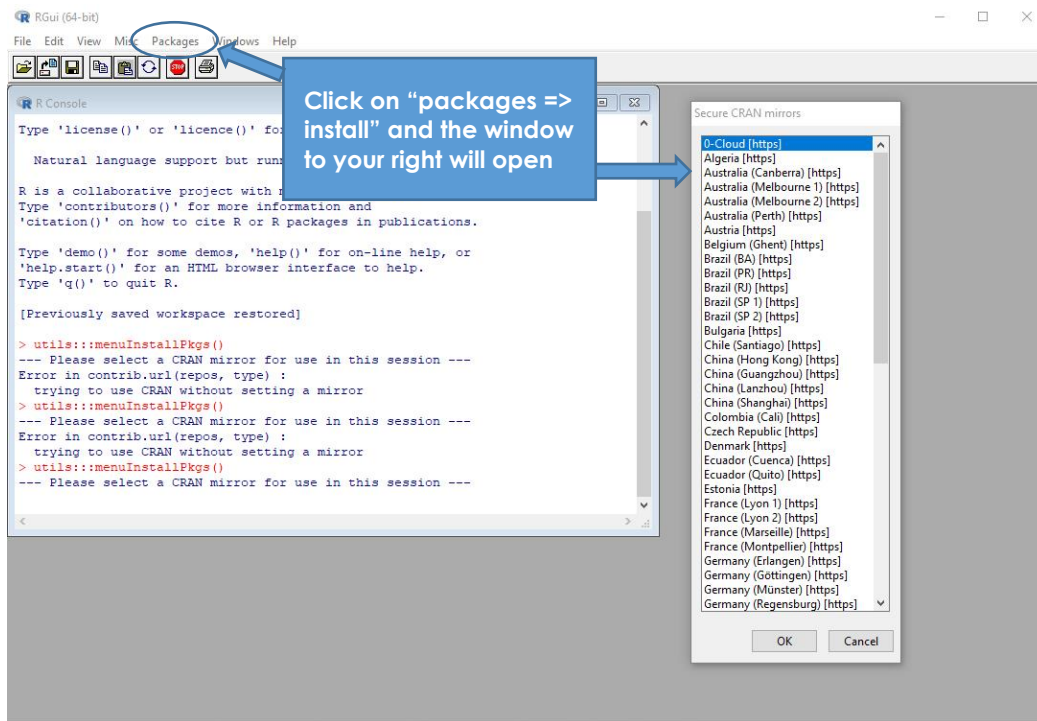 RGui (64-bit)
File Edit View Misc Packages Windows Help
STOP
R Console
Click on “packages =>
install” and the window
to your right will open
Type 'license()' or 'licence()' for
Natural language support but
R is a collaborative project with
Type 'contributors()' for more information and
'citation()' on how to cite R or R packages in publications.
Type 'demo()' for some demos, 'help()' for on-line help, or
'help.start()' for an HTML browser interface to help.
Type 'q()' to quit R.
[Previously saved workspace restored]
> utils:::menuInstallPkgs()
--- Please select a CRAN mirror for use in this session ---
Error in contrib.url(repos, type) :
trying to use CRAN without setting a mirror
> utils:::menuInstallPkgs()
--- Please select a CRAN mirror for use in this session ---
Error in contrib.url(repos, type) :
trying to use CRAN without setting a mirror
> utils:::menuInstallPkgs()
--- Please select a CRAN mirror for use in this session ---
Secure CRAN mirrors
0-Cloud [https]
Algeria [https]
Australia (Canberra) [https]
Australia (Melbourne 1) [https]
Australia (Melbourne 2) [https]
Australia (Perth) [https]
Austria [https]
Belgium (Ghent) [https]
Brazil (BA) [https]
Brazil (PR) [https]
Brazil (RJ) [https]
Brazil (SP 1) [https]
Brazil (SP 2) [https]
Bulgaria [https]
Chile (Santiago) [https]
China (Hong Kong) [https]
China (Guangzhou) [https]
China (Lanzhou) [https]
China (Shanghai) [https]
Colombia (Cali) [https]
Czech Republic [https]
Denmark [https]
Ecuador (Cuenca) [https]
Ecuador (Quito) [https]
Estonia [https]
France (Lyon 1) [https]
France (Lyon 2) [https]
France (Marseille) [https]
France (Montpellier) [https]
Germany (Erlangen) [https]
Germany (Göttingen) [https]
Germany (Münster) [https]
Germany (Regensburg) [https]
OK Cancel